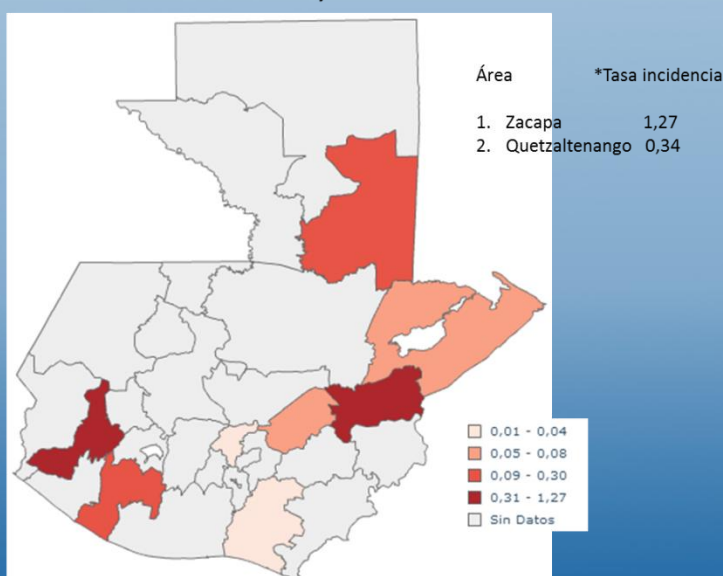 Área *Tasa incidencia
1. Zacapa 1,27
2. Quetzaltenango 0,34
0,01 - 0,04
0,05 - 0,08
0,09 - 0,30
0,31 - 1,27
Sin Datos